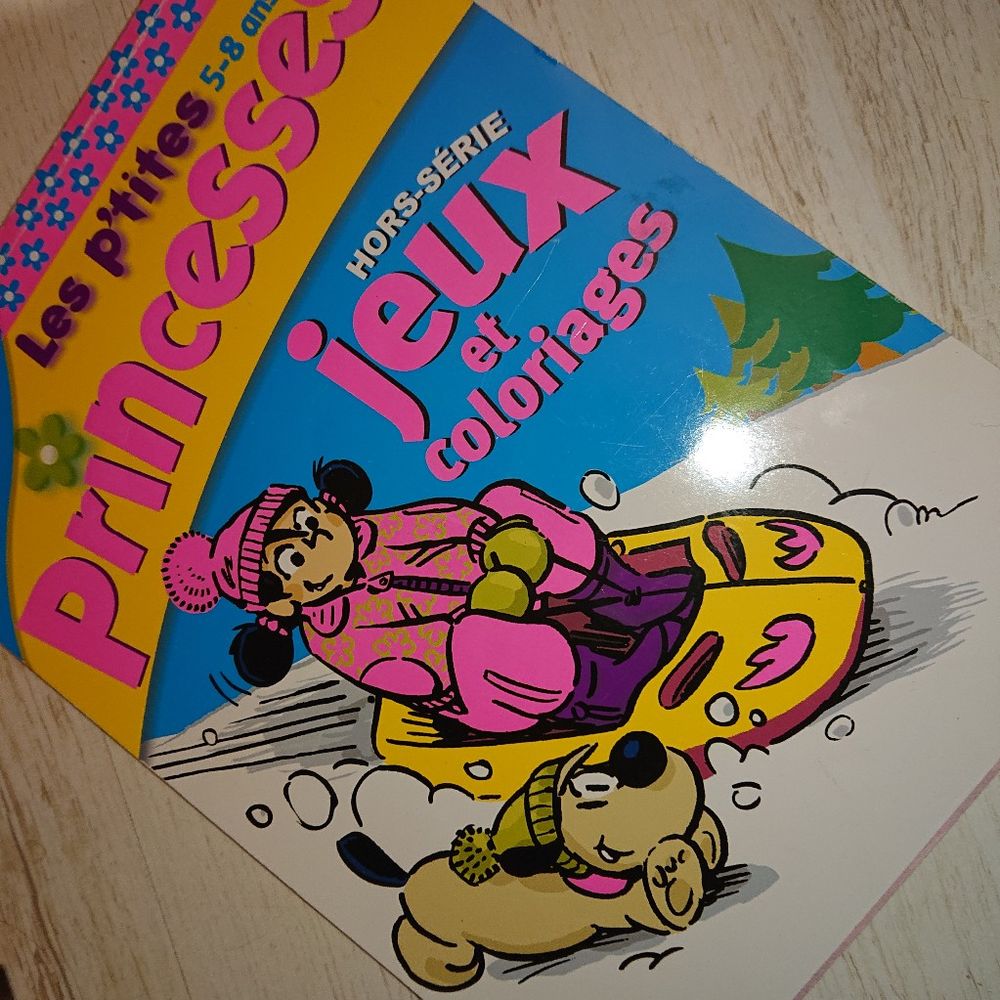 Les p'tites 5-8 ans
Princesses
HORS-SÉRIE
jeux
et
coloriages